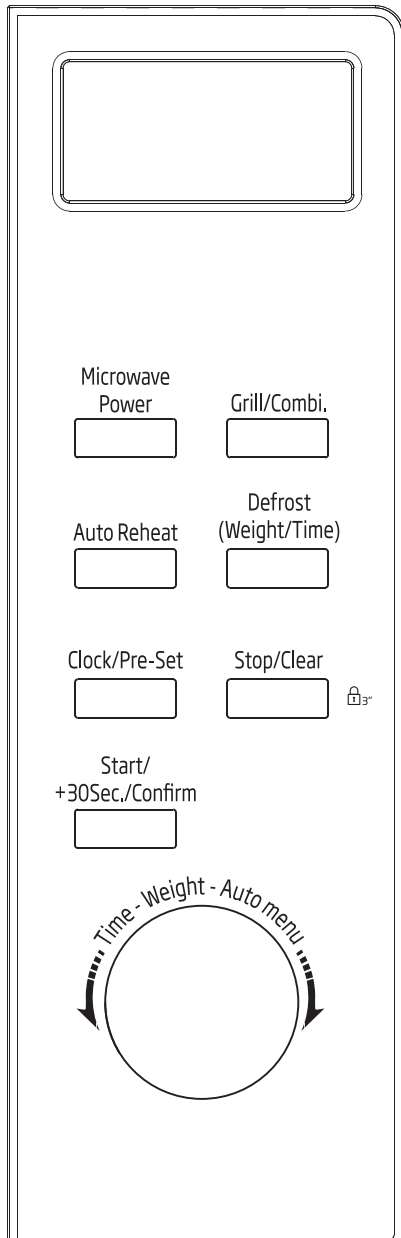 Microwave
Power
Grill/Combi.
Auto Reheat
Defrost
(Weight/Time)
Clock/Pre-Set
Stop/Clear
3"
Start/
+30Sec./Confirm
Time - Weight - Auto menu